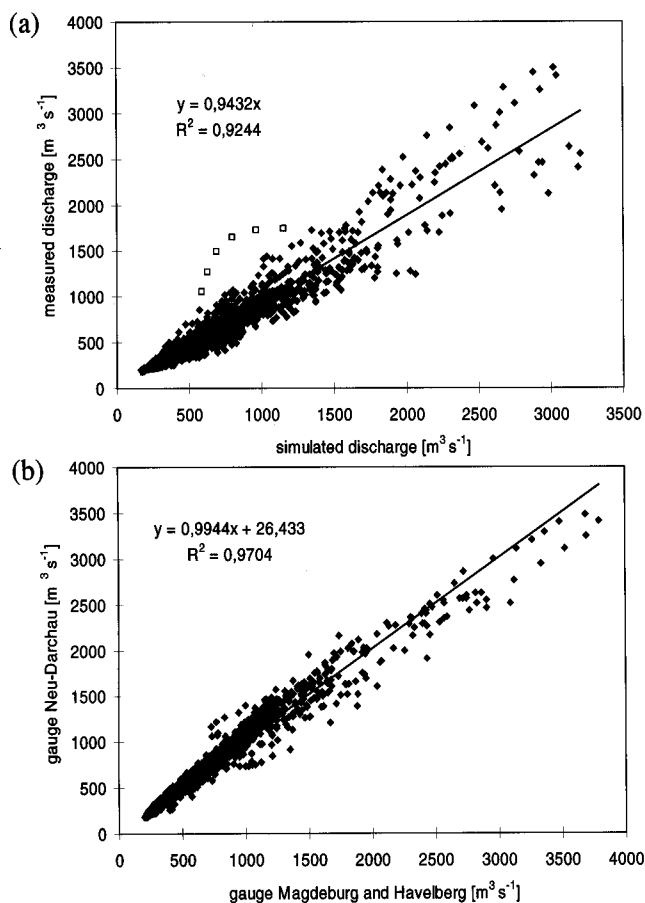 (a)
4000
3500
3000
2500
2000
1500
1000
500
0
measured discharge [m ³ s⁻¹]
y = 0,9432x
R² = 0,9244
0 500 1000 1500 2000 2500 3000 3500
simulated discharge [m³ s⁻¹]
(b)
4000
3500
3000
2500
2000
1500
1000
500
0
gauge Neu-Darchau [m ³ s⁻¹]
y = 0,9944x + 26,433
R² = 0,9704
0 500 1000 1500 2000 2500 3000 3500 4000
gauge Magdeburg and Havelberg [m³ s⁻¹]